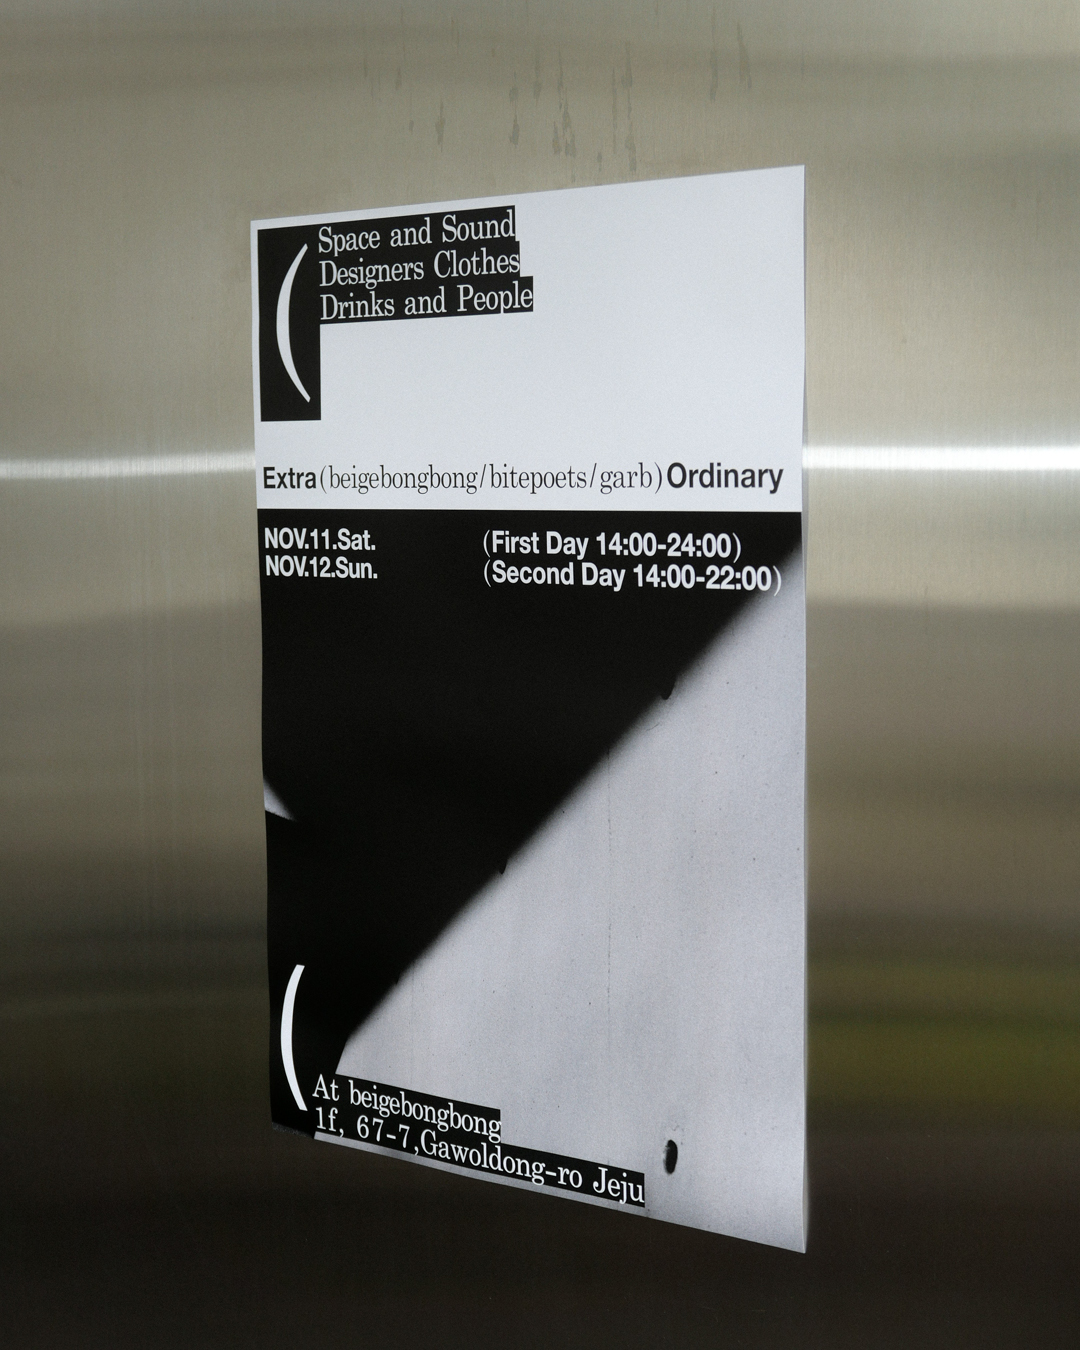 (
Space and Sound
Designers Clothes
Drinks and People
Extra(beigebongbong/bitepoets/garb)Ordinary
NOV.11.Sat. (First Day 14:00-24:00)
NOV.12.Sun. (Second Day 14:00-22:00)
(
At beigebongbong
1f, 67-7,Gawoldong-ro Jeju